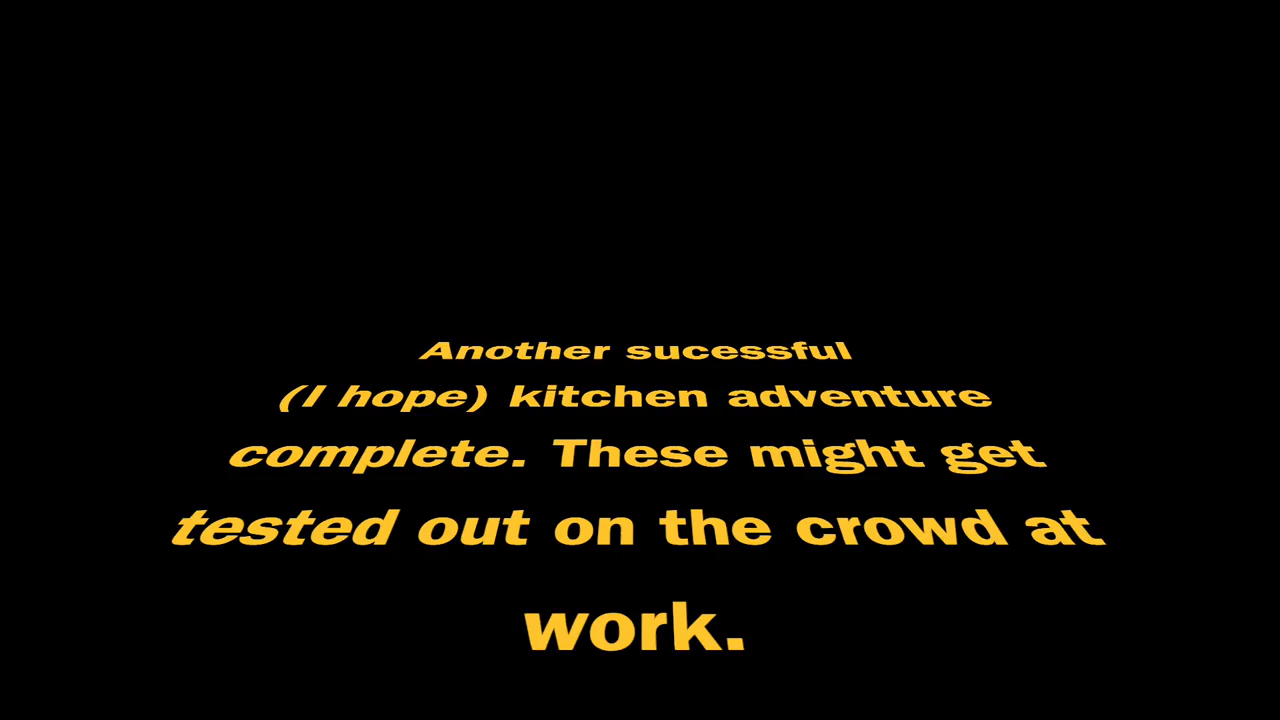 Another sucessful
(I hope) kitchen adventure
complete. These might get
tested out on the crowd at
work.